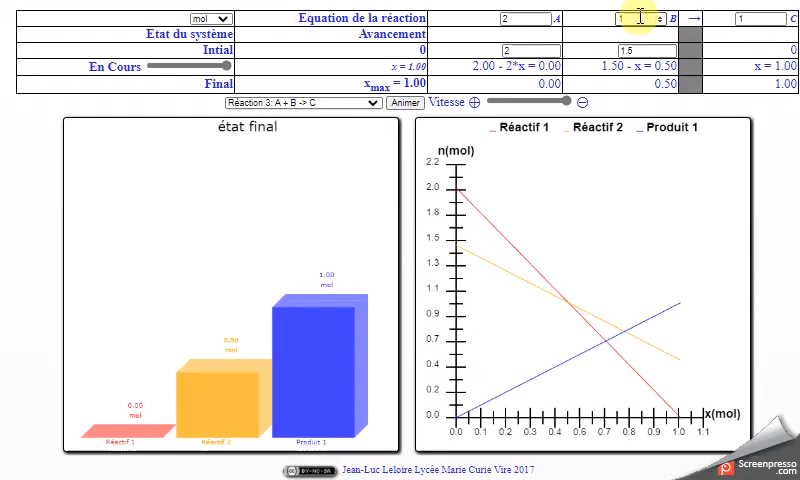 mol Equation de la réaction 2 A 1 B → 1 C
Etat du système Avancement
Intial 0 2 1.5 0
En Cours x = 1.00 2.00 - 2*x = 0.00 1.50 - x = 0.50 x = 1.00
Final xmax = 1.00 0.00 0.50 1.00
Réaction 3: A + B -> C Animer Vitesse
état final
1.00
mol
0.50
mol
0.00
mol
Réactif 1 Réactif 2 Produit 1
Réactif 1 Réactif 2 Produit 1
n(mol)
2.2
2.0
1.8
1.5
1.3
1.1
0.9
0.7
0.4
0.2
0.0
x(mol)
0.0 0.1 0.2 0.3 0.4 0.5 0.6 0.7 0.8 0.9 1.0 1.1
cc BY-NC-SA Jean-Luc Leloire Lycée Marie Curie Vire 2017
Screenpresso
.com